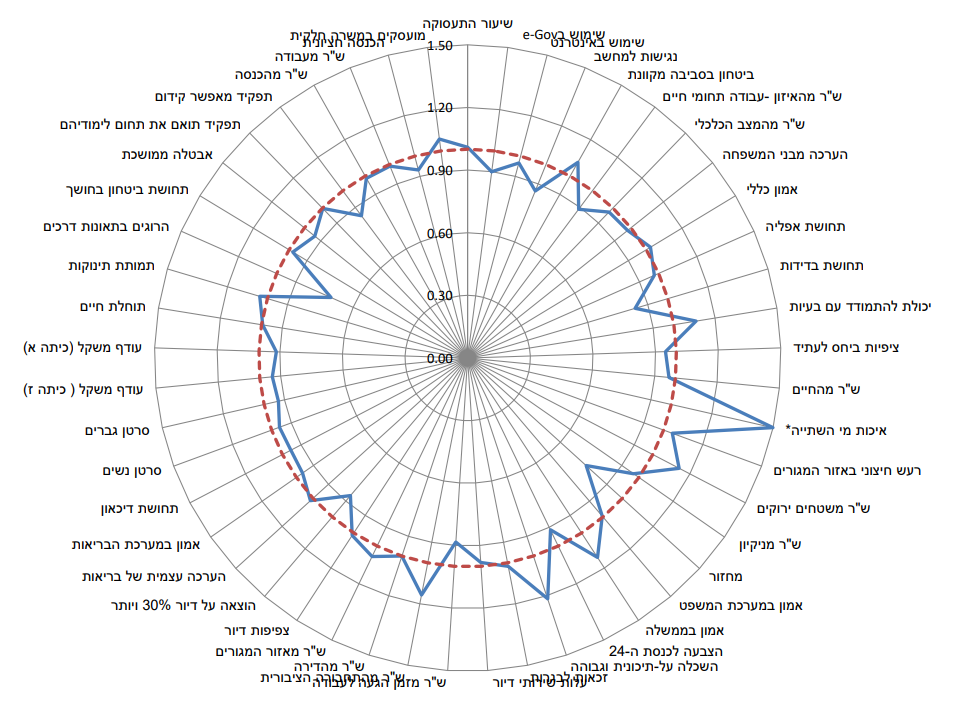 שיעור התעסוקה
שימוש בe-Gov
שימוש באינטרנט
נגישות למחשב
ביטחון בסביבה מקוונת
ש"ר מהאיזון -עבודה תחומי חיים
ש"ר מהמצב הכלכלי
הערכה מבני המשפחה
אמון כללי
תחושת אפליה
תחושת בדידות
יכולת להתמודד עם בעיות
ציפיות ביחס לעתיד
ש"ר מהחיים
איכות מי השתייה*
רעש חיצוני באזור המגורים
ש"ר משטחים ירוקים
ש"ר מניקיון
מחזור
אמון במערכת המשפט
אמון בממשלה
הצבעה לכנסת ה-24
השכלה על-תיכונית וגבוהה
זכאות לבגרות
עלות שירותי דיור
ש"ר מזמן הגעה לעבודה
ש"ר מהתחבורה הציבורית
ש"ר מהדירה
ש"ר מאזור המגורים
צפיפות דיור
הוצאה על דיור 30% ויותר
הערכה עצמית של בריאות
אמון במערכת הבריאות
תחושת דיכאון
סרטן נשים
סרטן גברים
עודף משקל ( כיתה ז)
עודף משקל (כיתה א)
תוחלת חיים
תמותת תינוקות
הרוגים בתאונות דרכים
תחושת ביטחון בחושך
אבטלה ממושכת
תפקיד תואם את תחום לימודיהם
תפקיד מאפשר קידום
ש"ר מהכנסה
ש"ר מעבודה
הכנסה חציונית
מועסקים במשרה חלקית
1.50
1.20
0.90
0.60
0.30
0.00